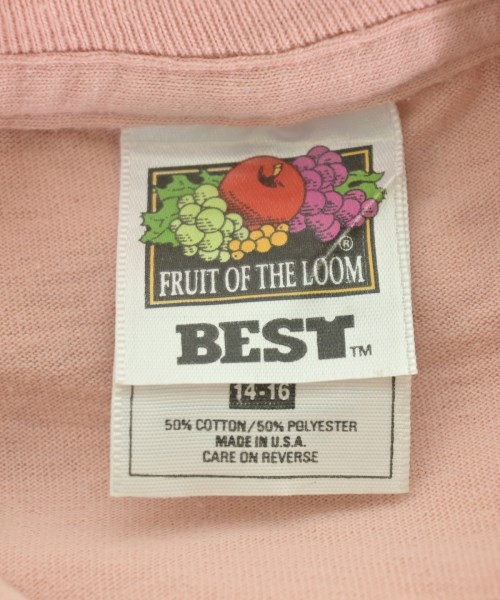 ®
FRUIT OF THE LOOM
BEST™
14-16
50% COTTON/50% POLYESTER
MADE IN U.S.A.
CARE ON REVERSE